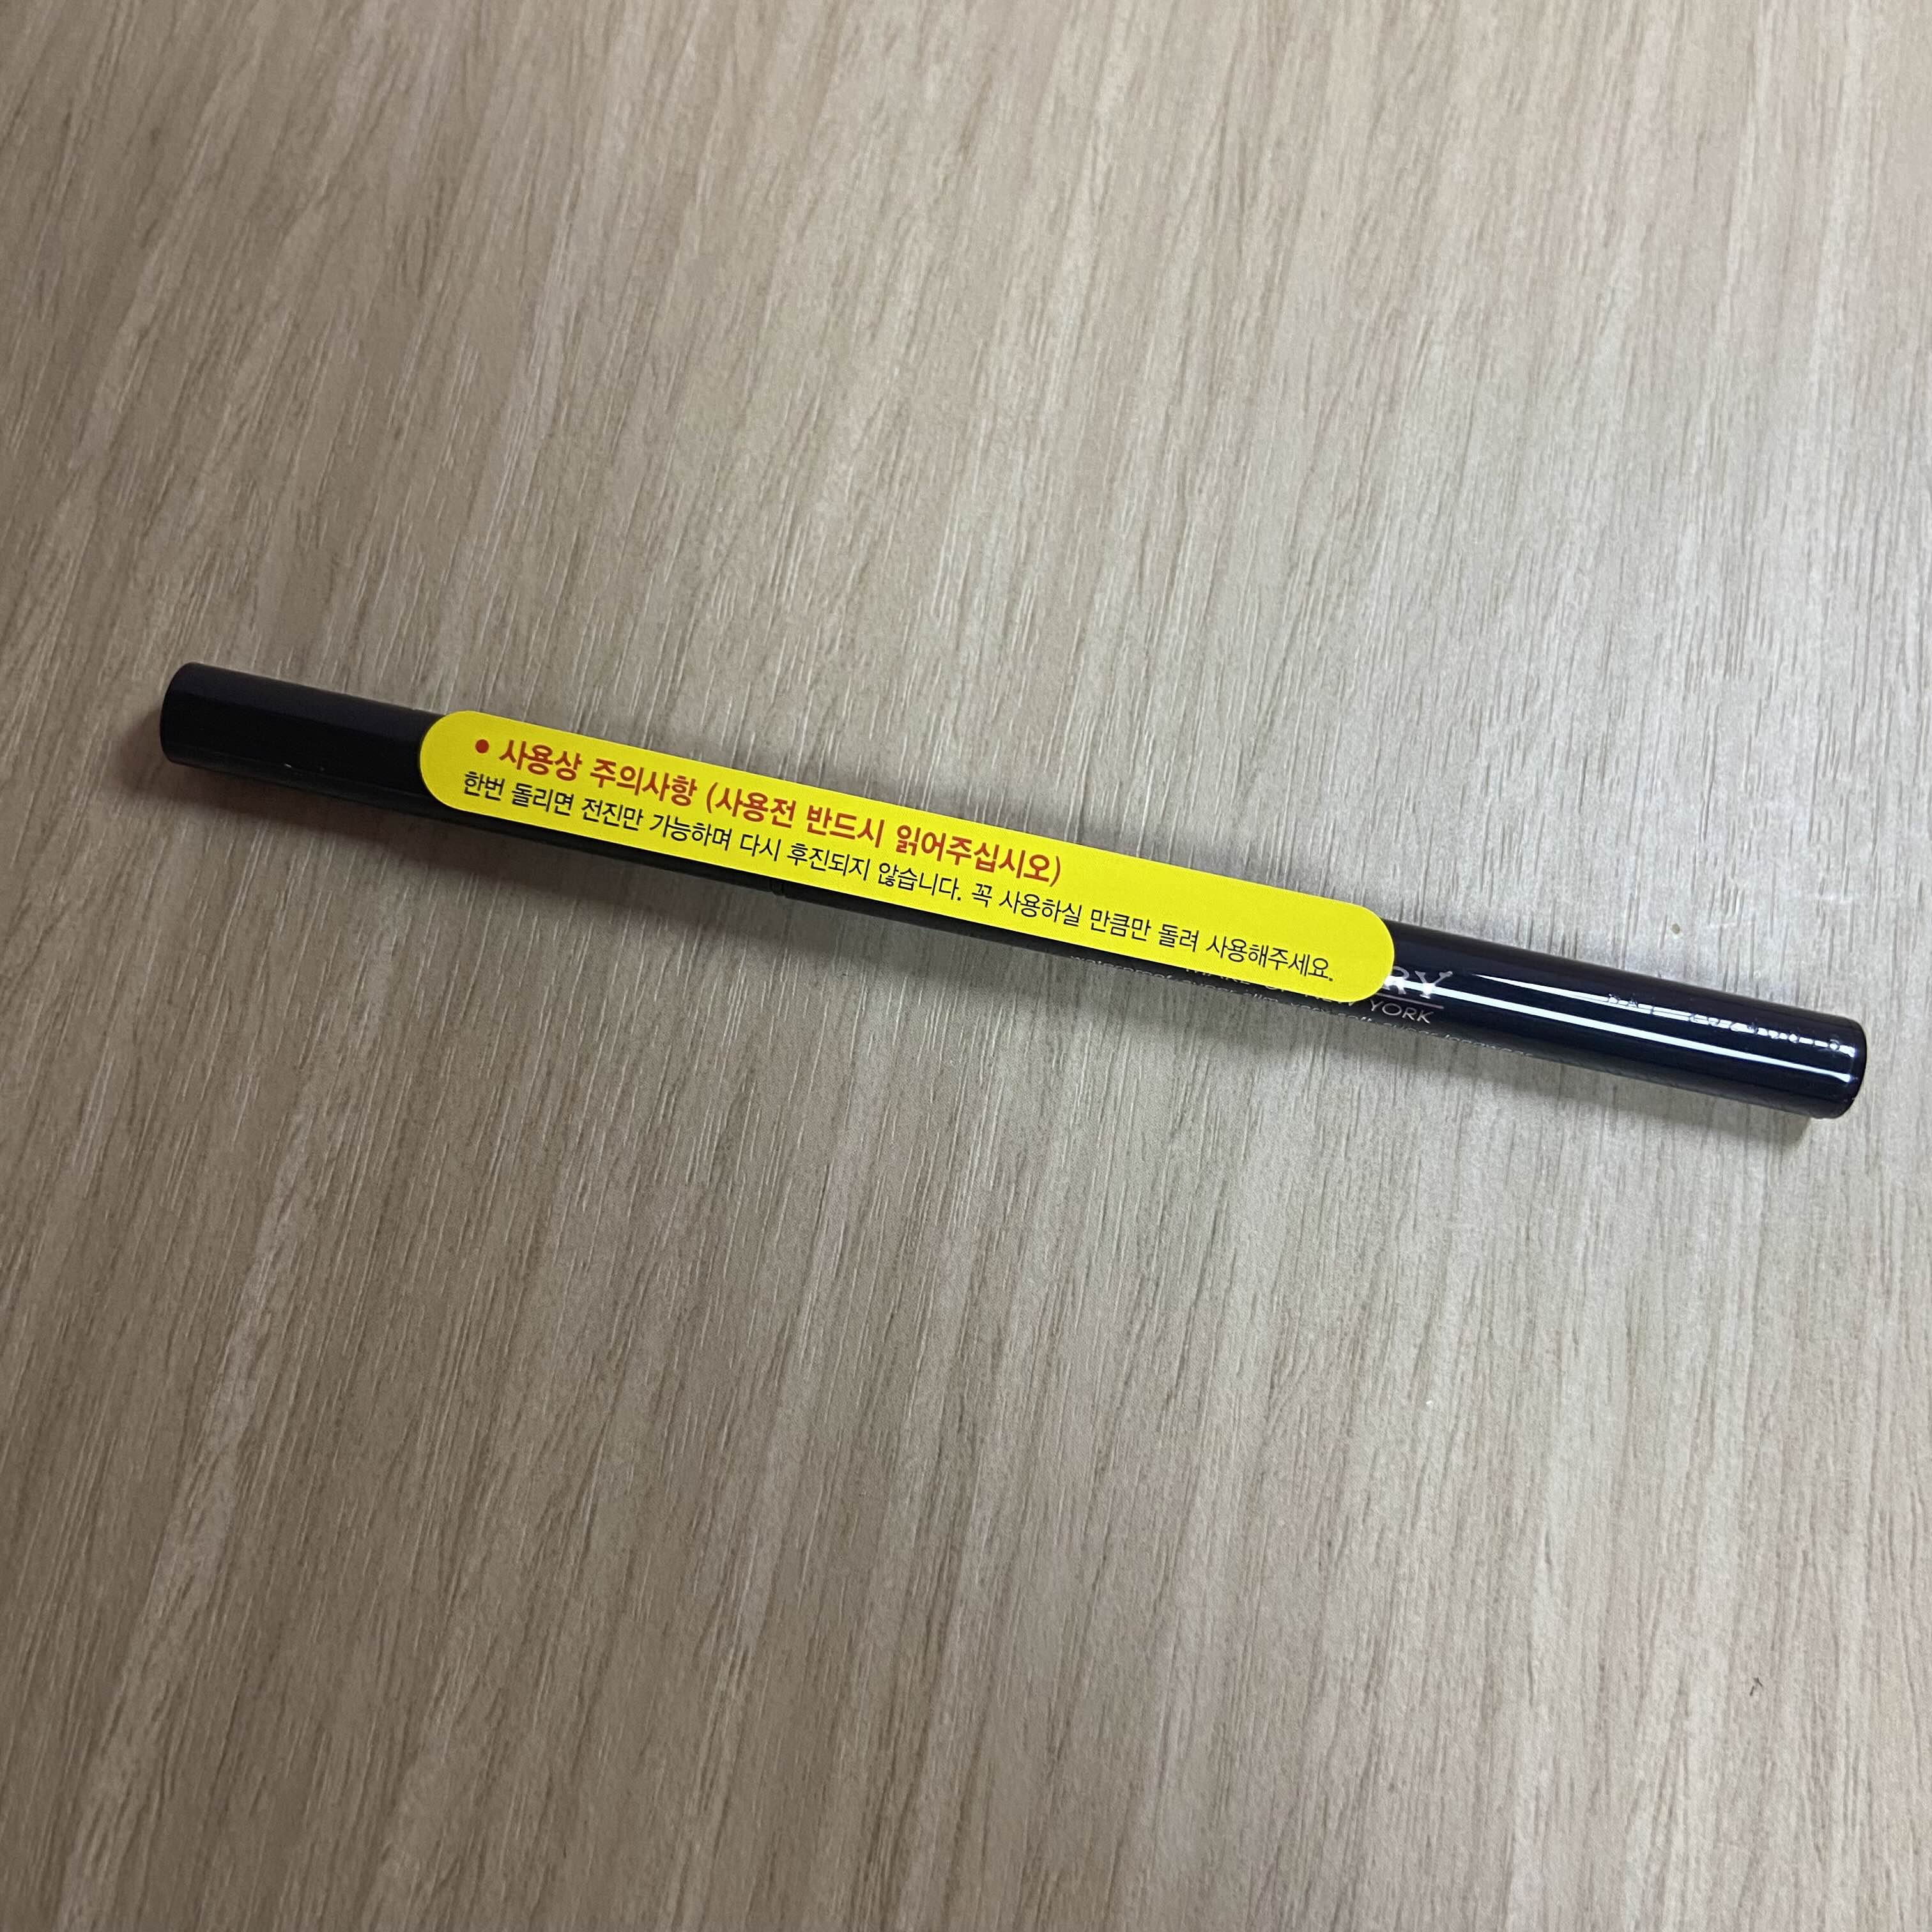 • 사용상 주의사항 (사용전 반드시 읽어주십시오)
한번 돌리면 전진만 가능하며 다시 후진되지 않습니다. 꼭 사용하실 만큼만 돌려 사용해주세요.
RY
YORK